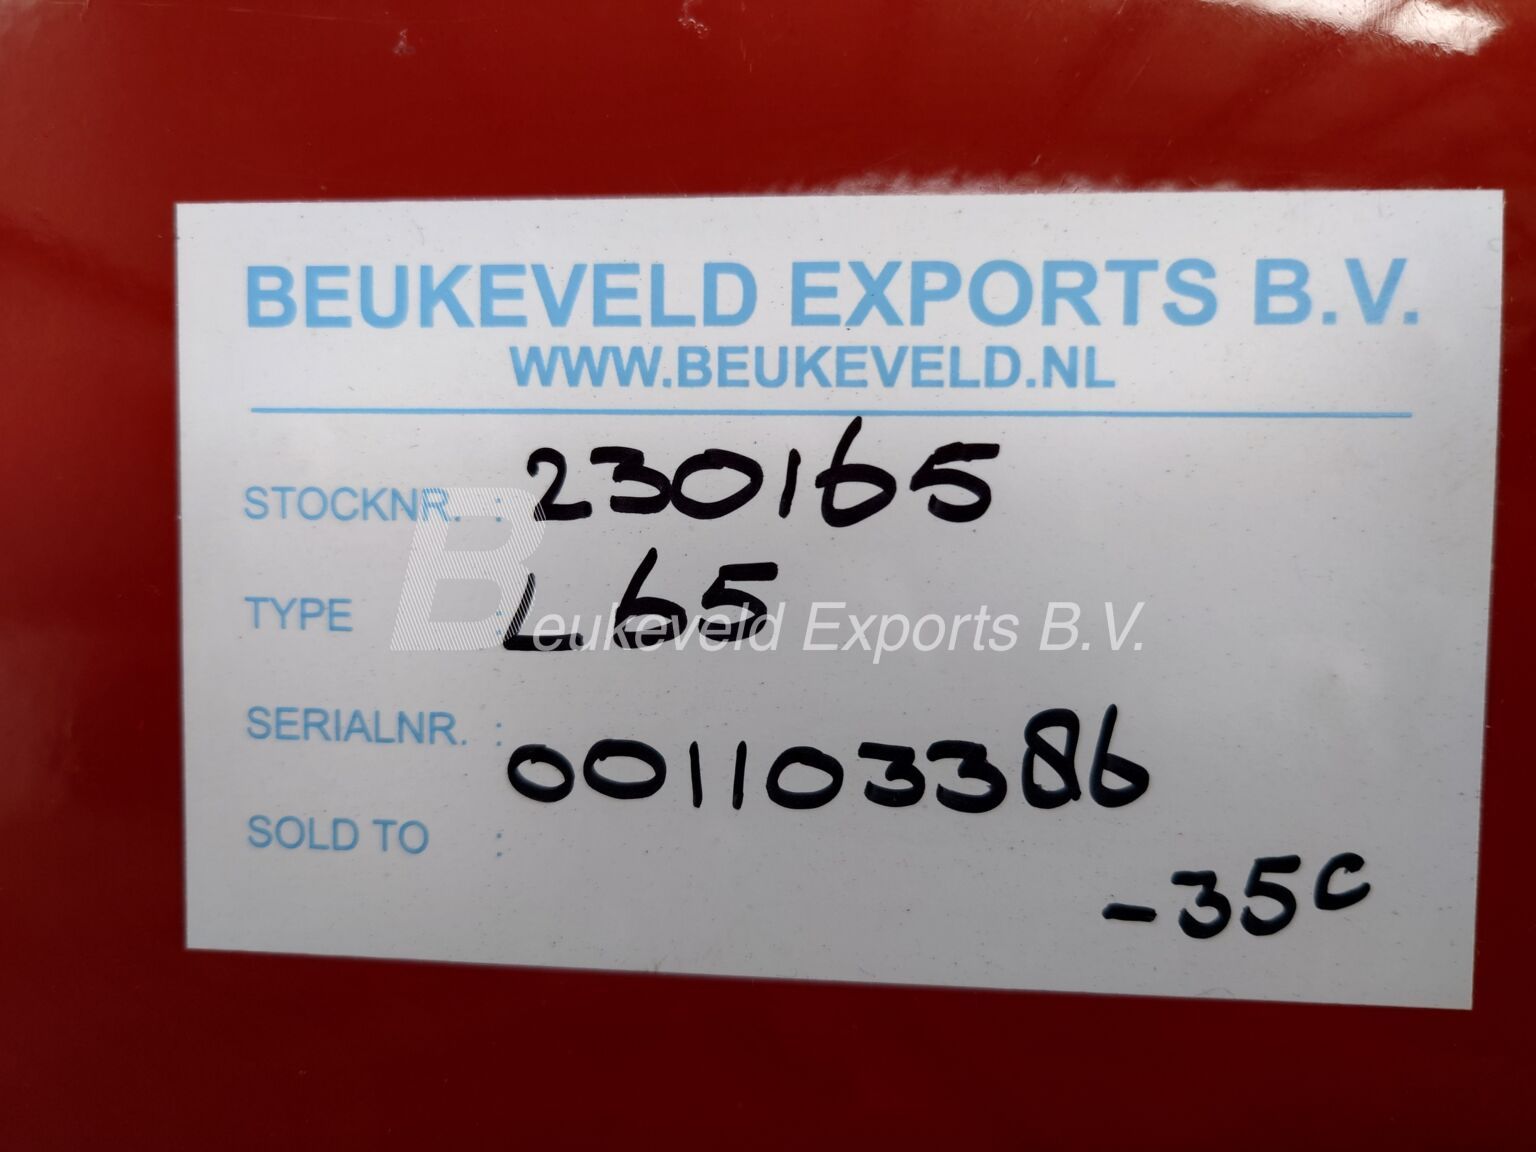 BEUKEVELD EXPORTS B.V.
WWW.BEUKEVELD.NL
STOCKNR. : 230165
TYPE : L65
Beukeveld Exports B.V.
SERIALNR. : 001103386
SOLD TO :
-35c